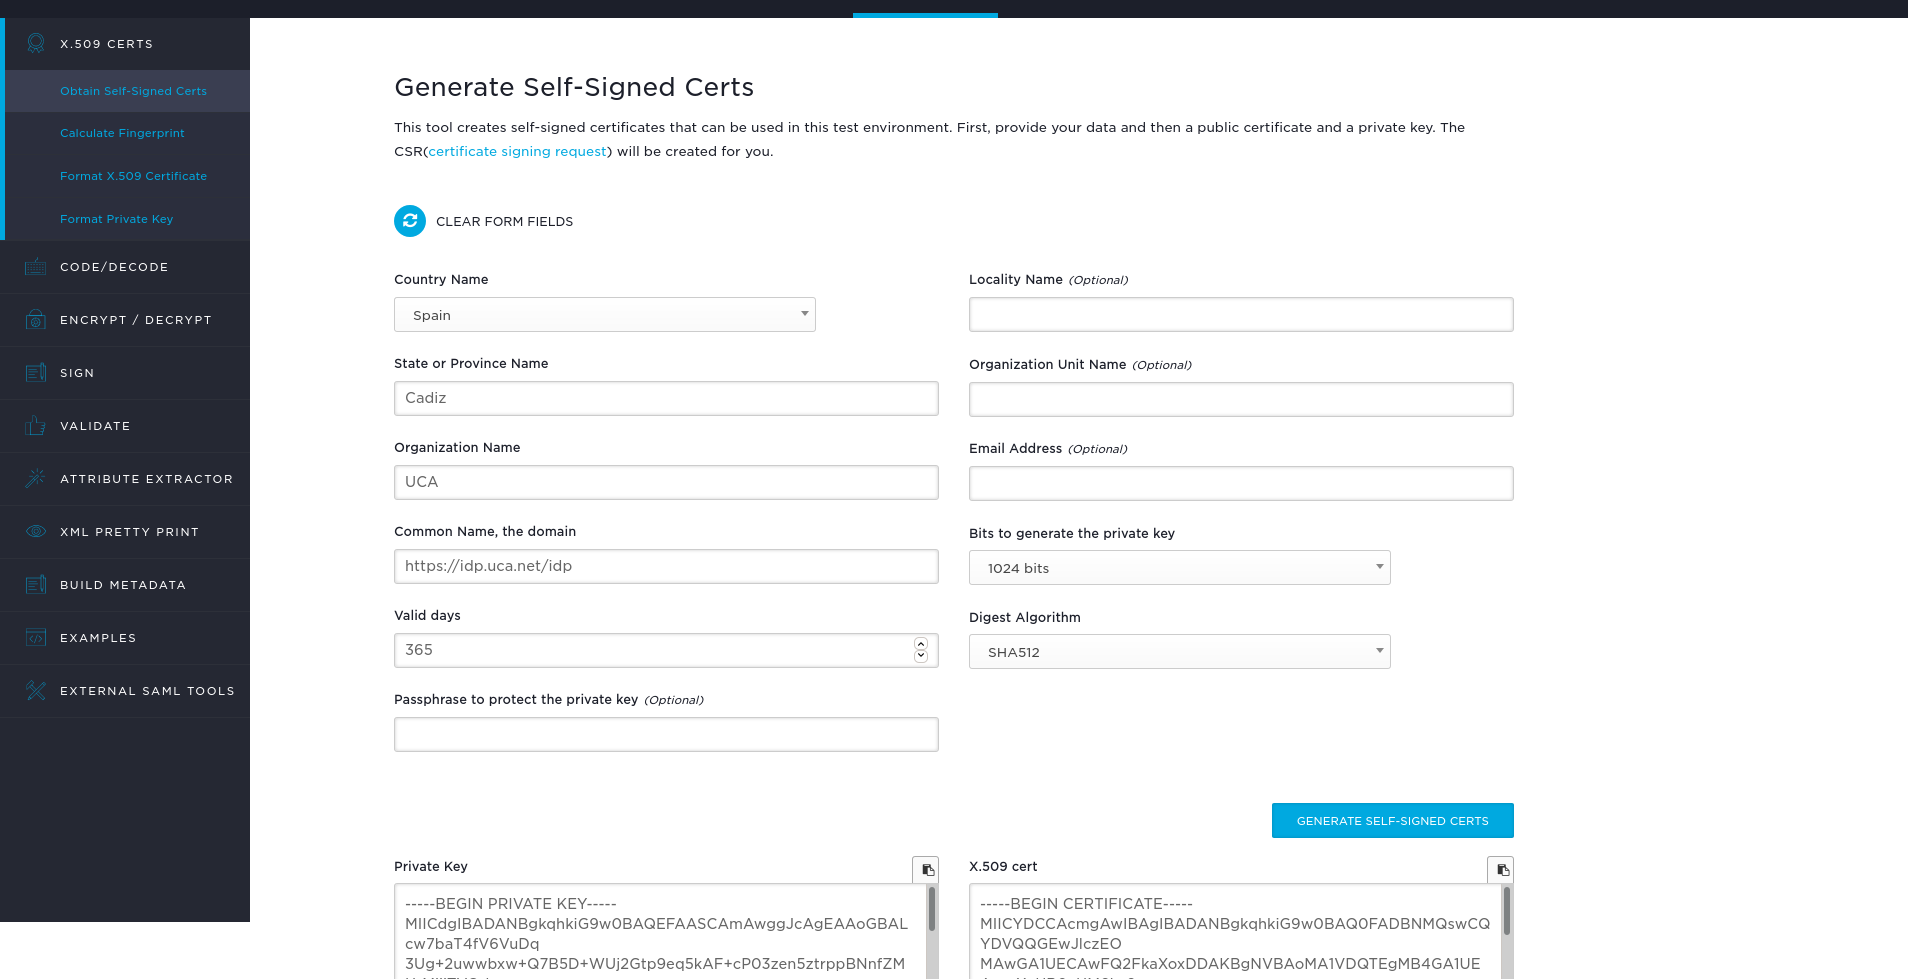 X.509 CERTS
Obtain Self-Signed Certs
Calculate Fingerprint
Format X.509 Certificate
Format Private Key
CODE/DECODE
ENCRYPT / DECRYPT
SIGN
VALIDATE
ATTRIBUTE EXTRACTOR
XML PRETTY PRINT
BUILD METADATA
EXAMPLES
EXTERNAL SAML TOOLS
Generate Self-Signed Certs
This tool creates self-signed certificates that can be used in this test environment. First, provide your data and then a public certificate and a private key. The
CSR(certificate signing request) will be created for you.
CLEAR FORM FIELDS
Country Name
Spain
State or Province Name
Cadiz
Organization Name
UCA
Common Name, the domain
https://idp.uca.net/idp
Valid days
365
Passphrase to protect the private key (Optional)
Locality Name (Optional)
Organization Unit Name (Optional)
Email Address (Optional)
Bits to generate the private key
1024 bits
Digest Algorithm
SHA512
GENERATE SELF-SIGNED CERTS
Private Key
-----BEGIN PRIVATE KEY-----
MIICdgIBADANBgkqhkiG9w0BAQEFAASCAmAwggJcAgEAAoGBAL
cw7baT4fV6VuDq
3Ug+2uwwbxw+Q7B5D+WUj2Gtp9eq5kAF+cP03zen5ztrppBNnfZM
X.509 cert
-----BEGIN CERTIFICATE-----
MIICYDCCAcmgAwIBAgIBADANBgkqhkiG9w0BAQ0FADBNMQswCQ
YDVQQGEwJlczEO
MAwGA1UECAwFQ2FkaXoxDDAKBgNVBAoMA1VDQTEgMB4GA1UE